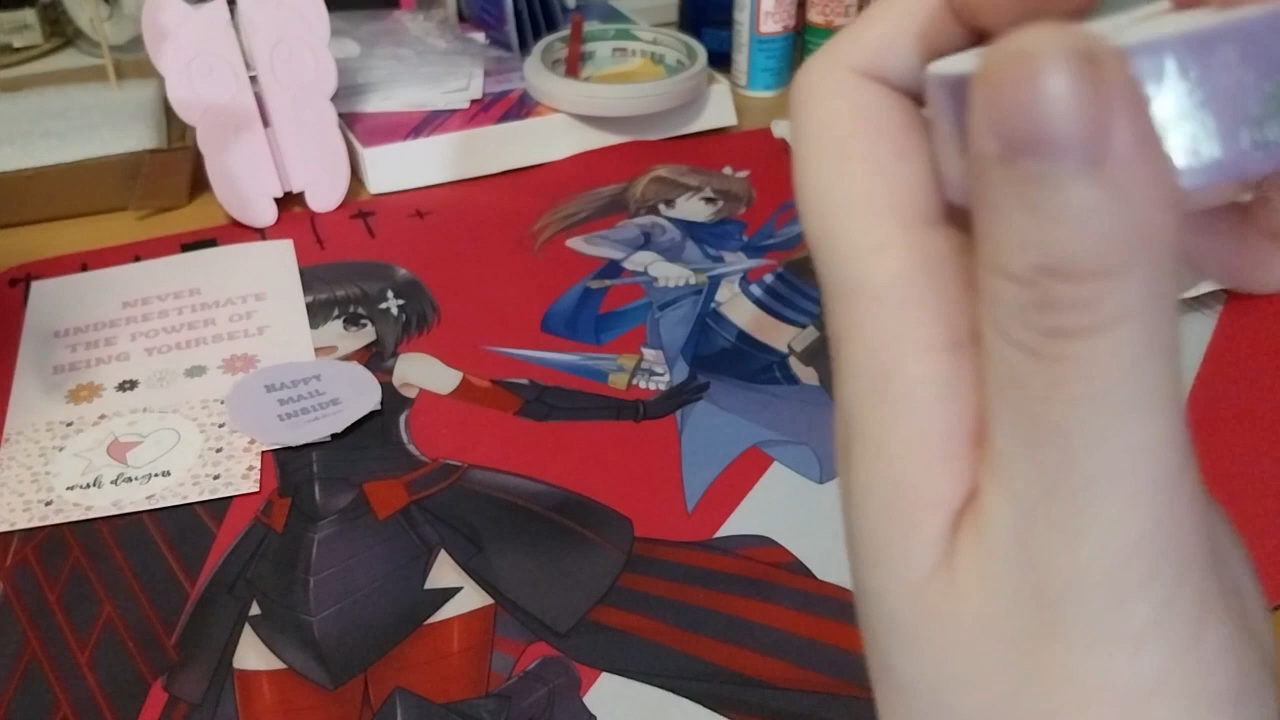 NEVER
UNDERESTIMATE
THE POWER OF
BEING YOURSELF
HAPPY
MAIL
INSIDE
wish designs